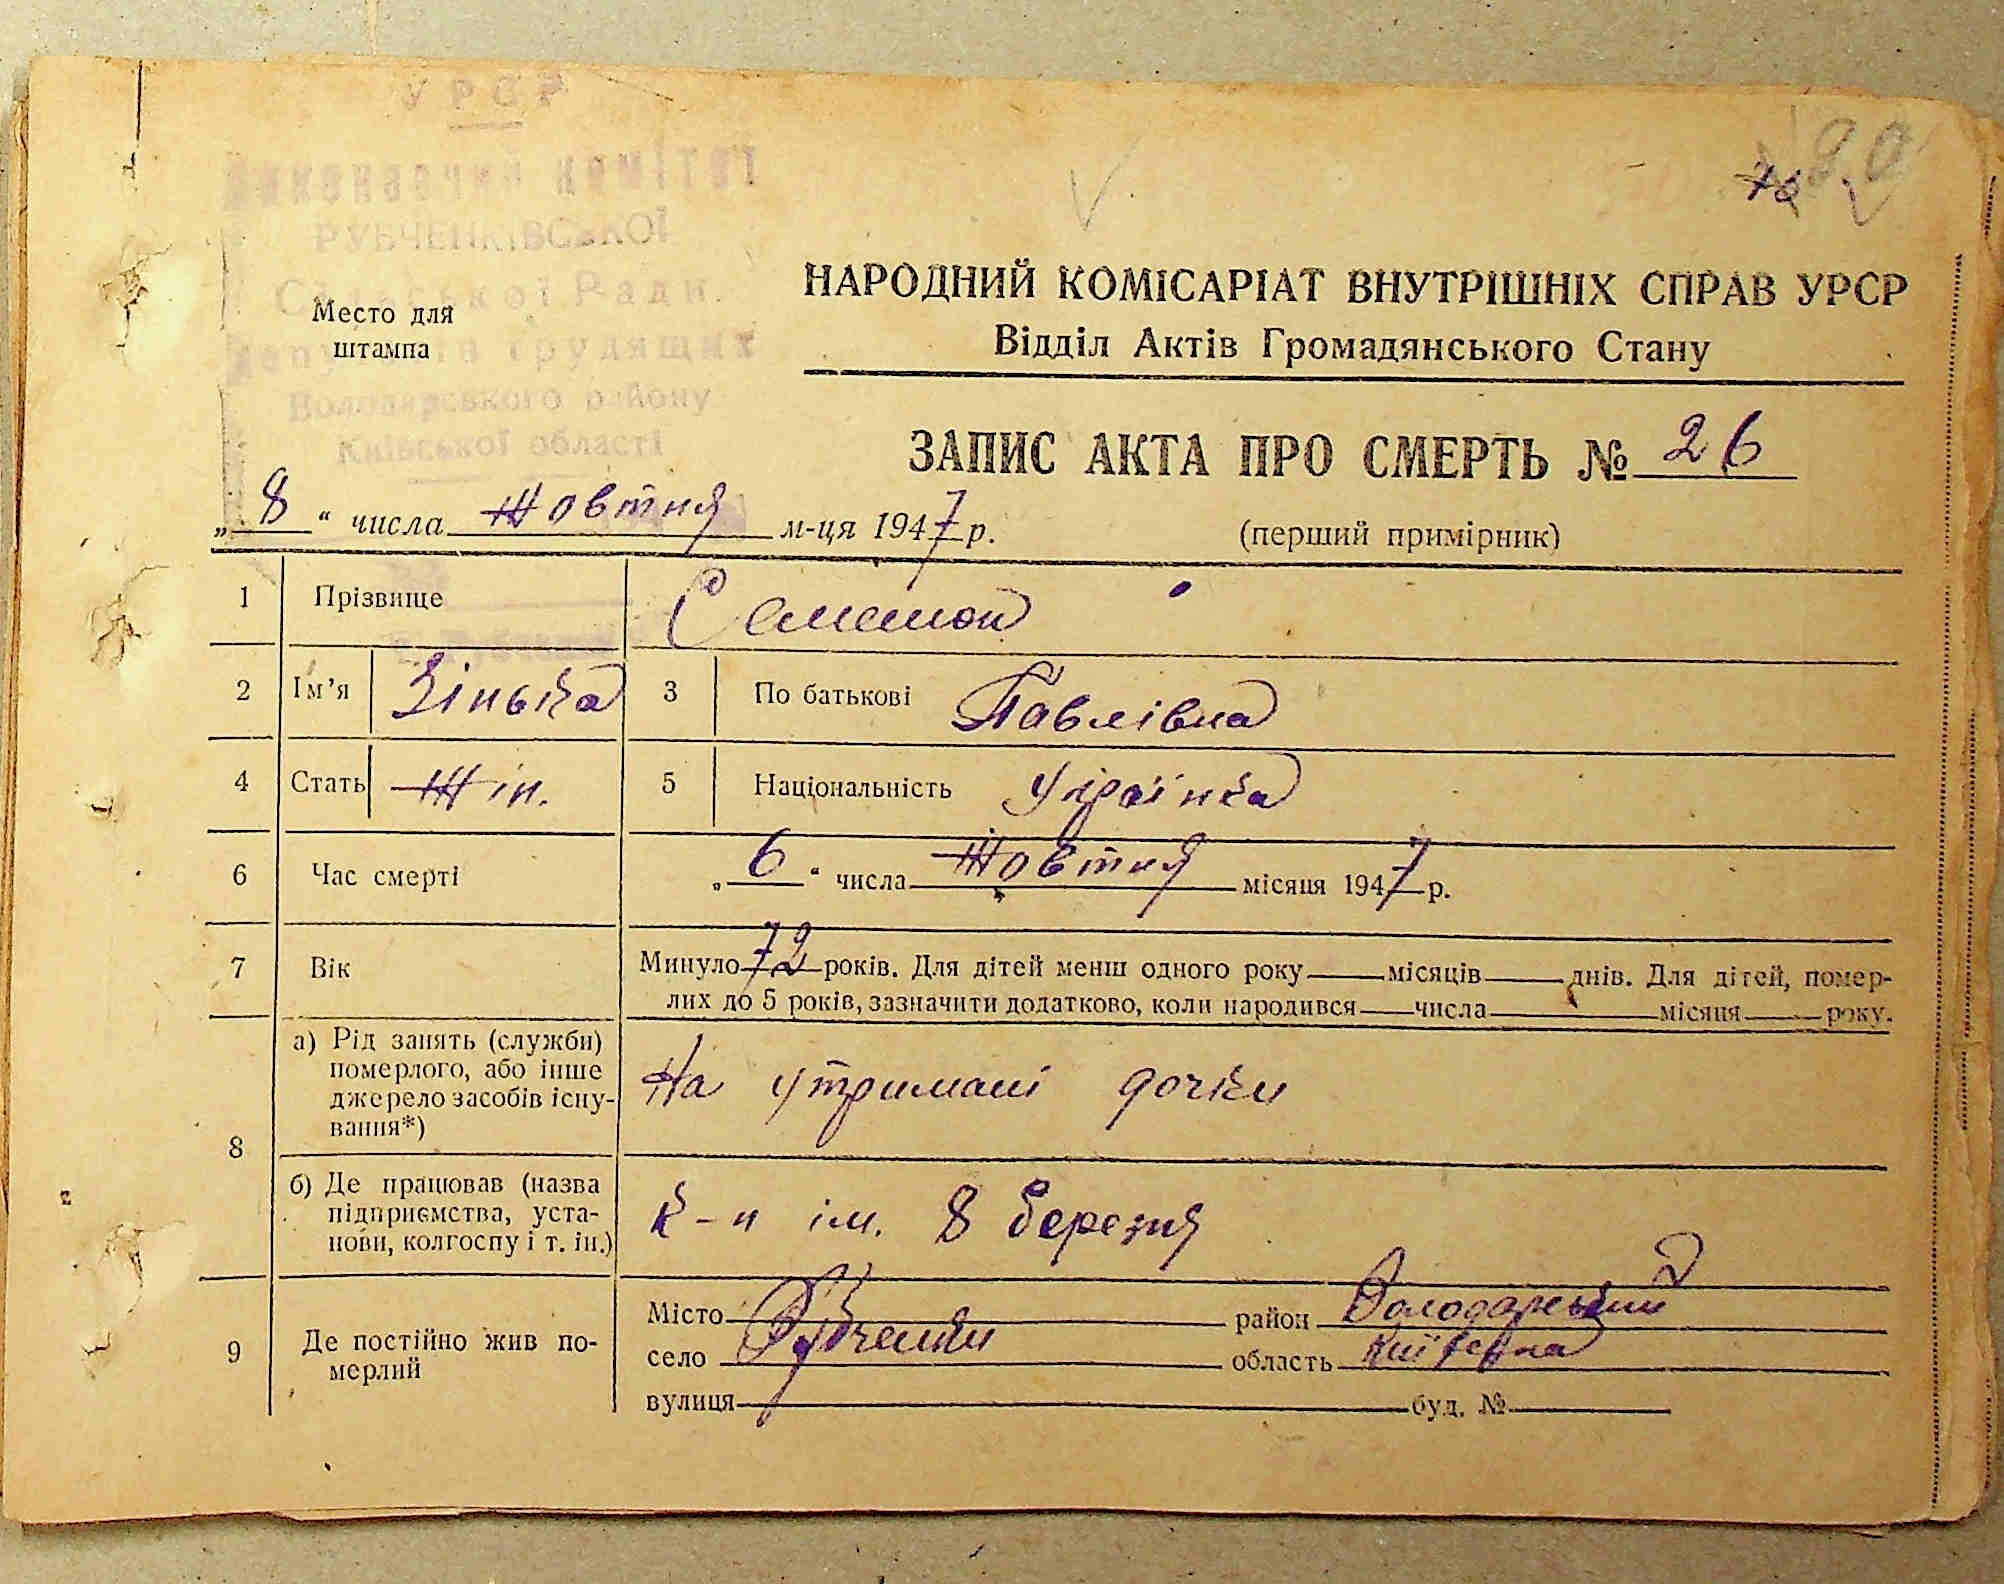 УРСР
ВИКОНАВЧИЙ КОМІТЕТ
РУБЧЕНКІВСЬКОЇ
Сільської Ради
депутатів трудящих
Володарського району
Київської області
Место для
штампа
76
НАРОДНИЙ КОМІСАРІАТ ВНУТРІШНІХ СПРАВ УРСР
Відділ Актів Громадянського Стану
ЗАПИС АКТА ПРО СМЕРТЬ № 26
„8“ числа Жовтня м-ця 1947 р.
(перший примірник)
1 Прізвище Семенюк
2 Ім'я Зінька 3 По батькові Павлівна
4 Стать Жін. 5 Національність Українка
6 Час смерті „6“ числа Жовтня місяця 1947 р.
7 Вік Минуло 72 років. Для дітей менш одного року місяців днів. Для дітей, помер-
лих до 5 років, зазначити додатково, коли народився числа місяця року.
8 а) Рід занять (служби)
померлого, або інше
джерело засобів існу-
вання*)
На утримані дочки
б) Де працював (назва
підприємства, уста-
нови, колгоспу і т. ін.)
к-п ім. 8 березня
9 Де постійно жив по-
мерлий
Місто район Володарський
село Рубченки область Київська
вулиця буд. №